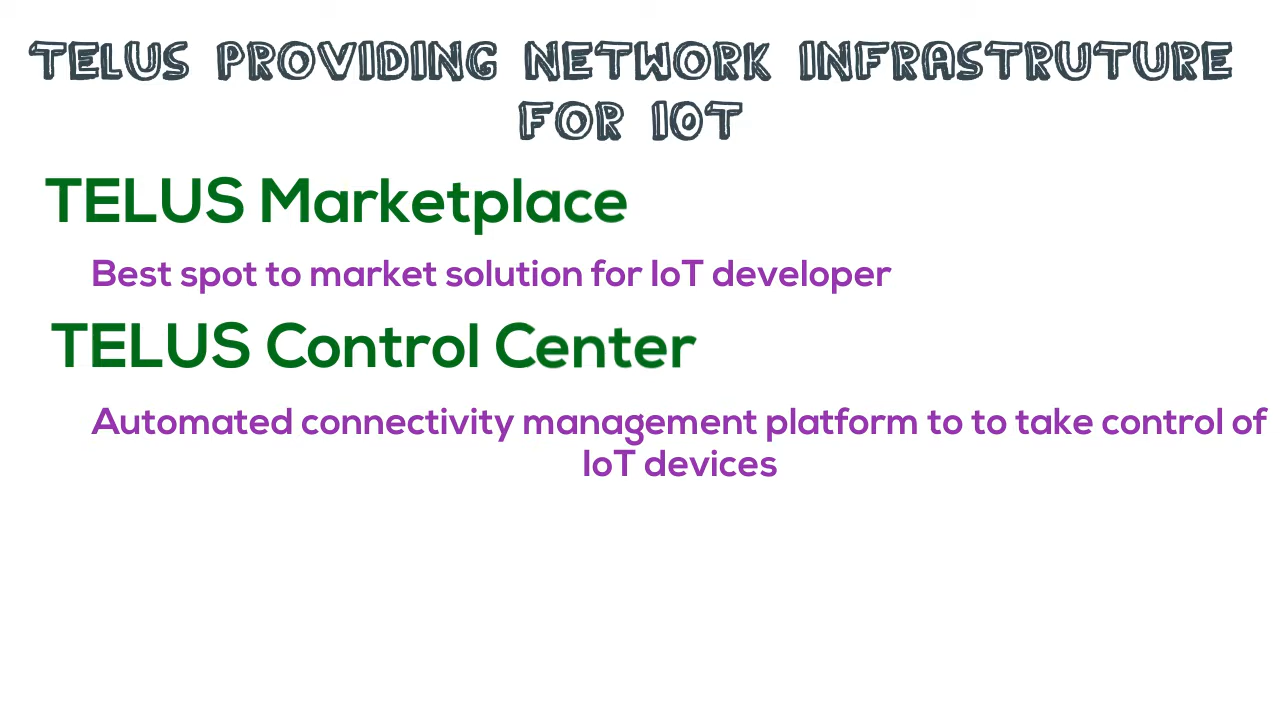 TELUS PROVIDING NETWORK INFRASTRUTURE
FOR IOT
TELUS Marketplace
Best spot to market solution for IoT developer
TELUS Control Center
Automated connectivity management platform to to take control of
IoT devices